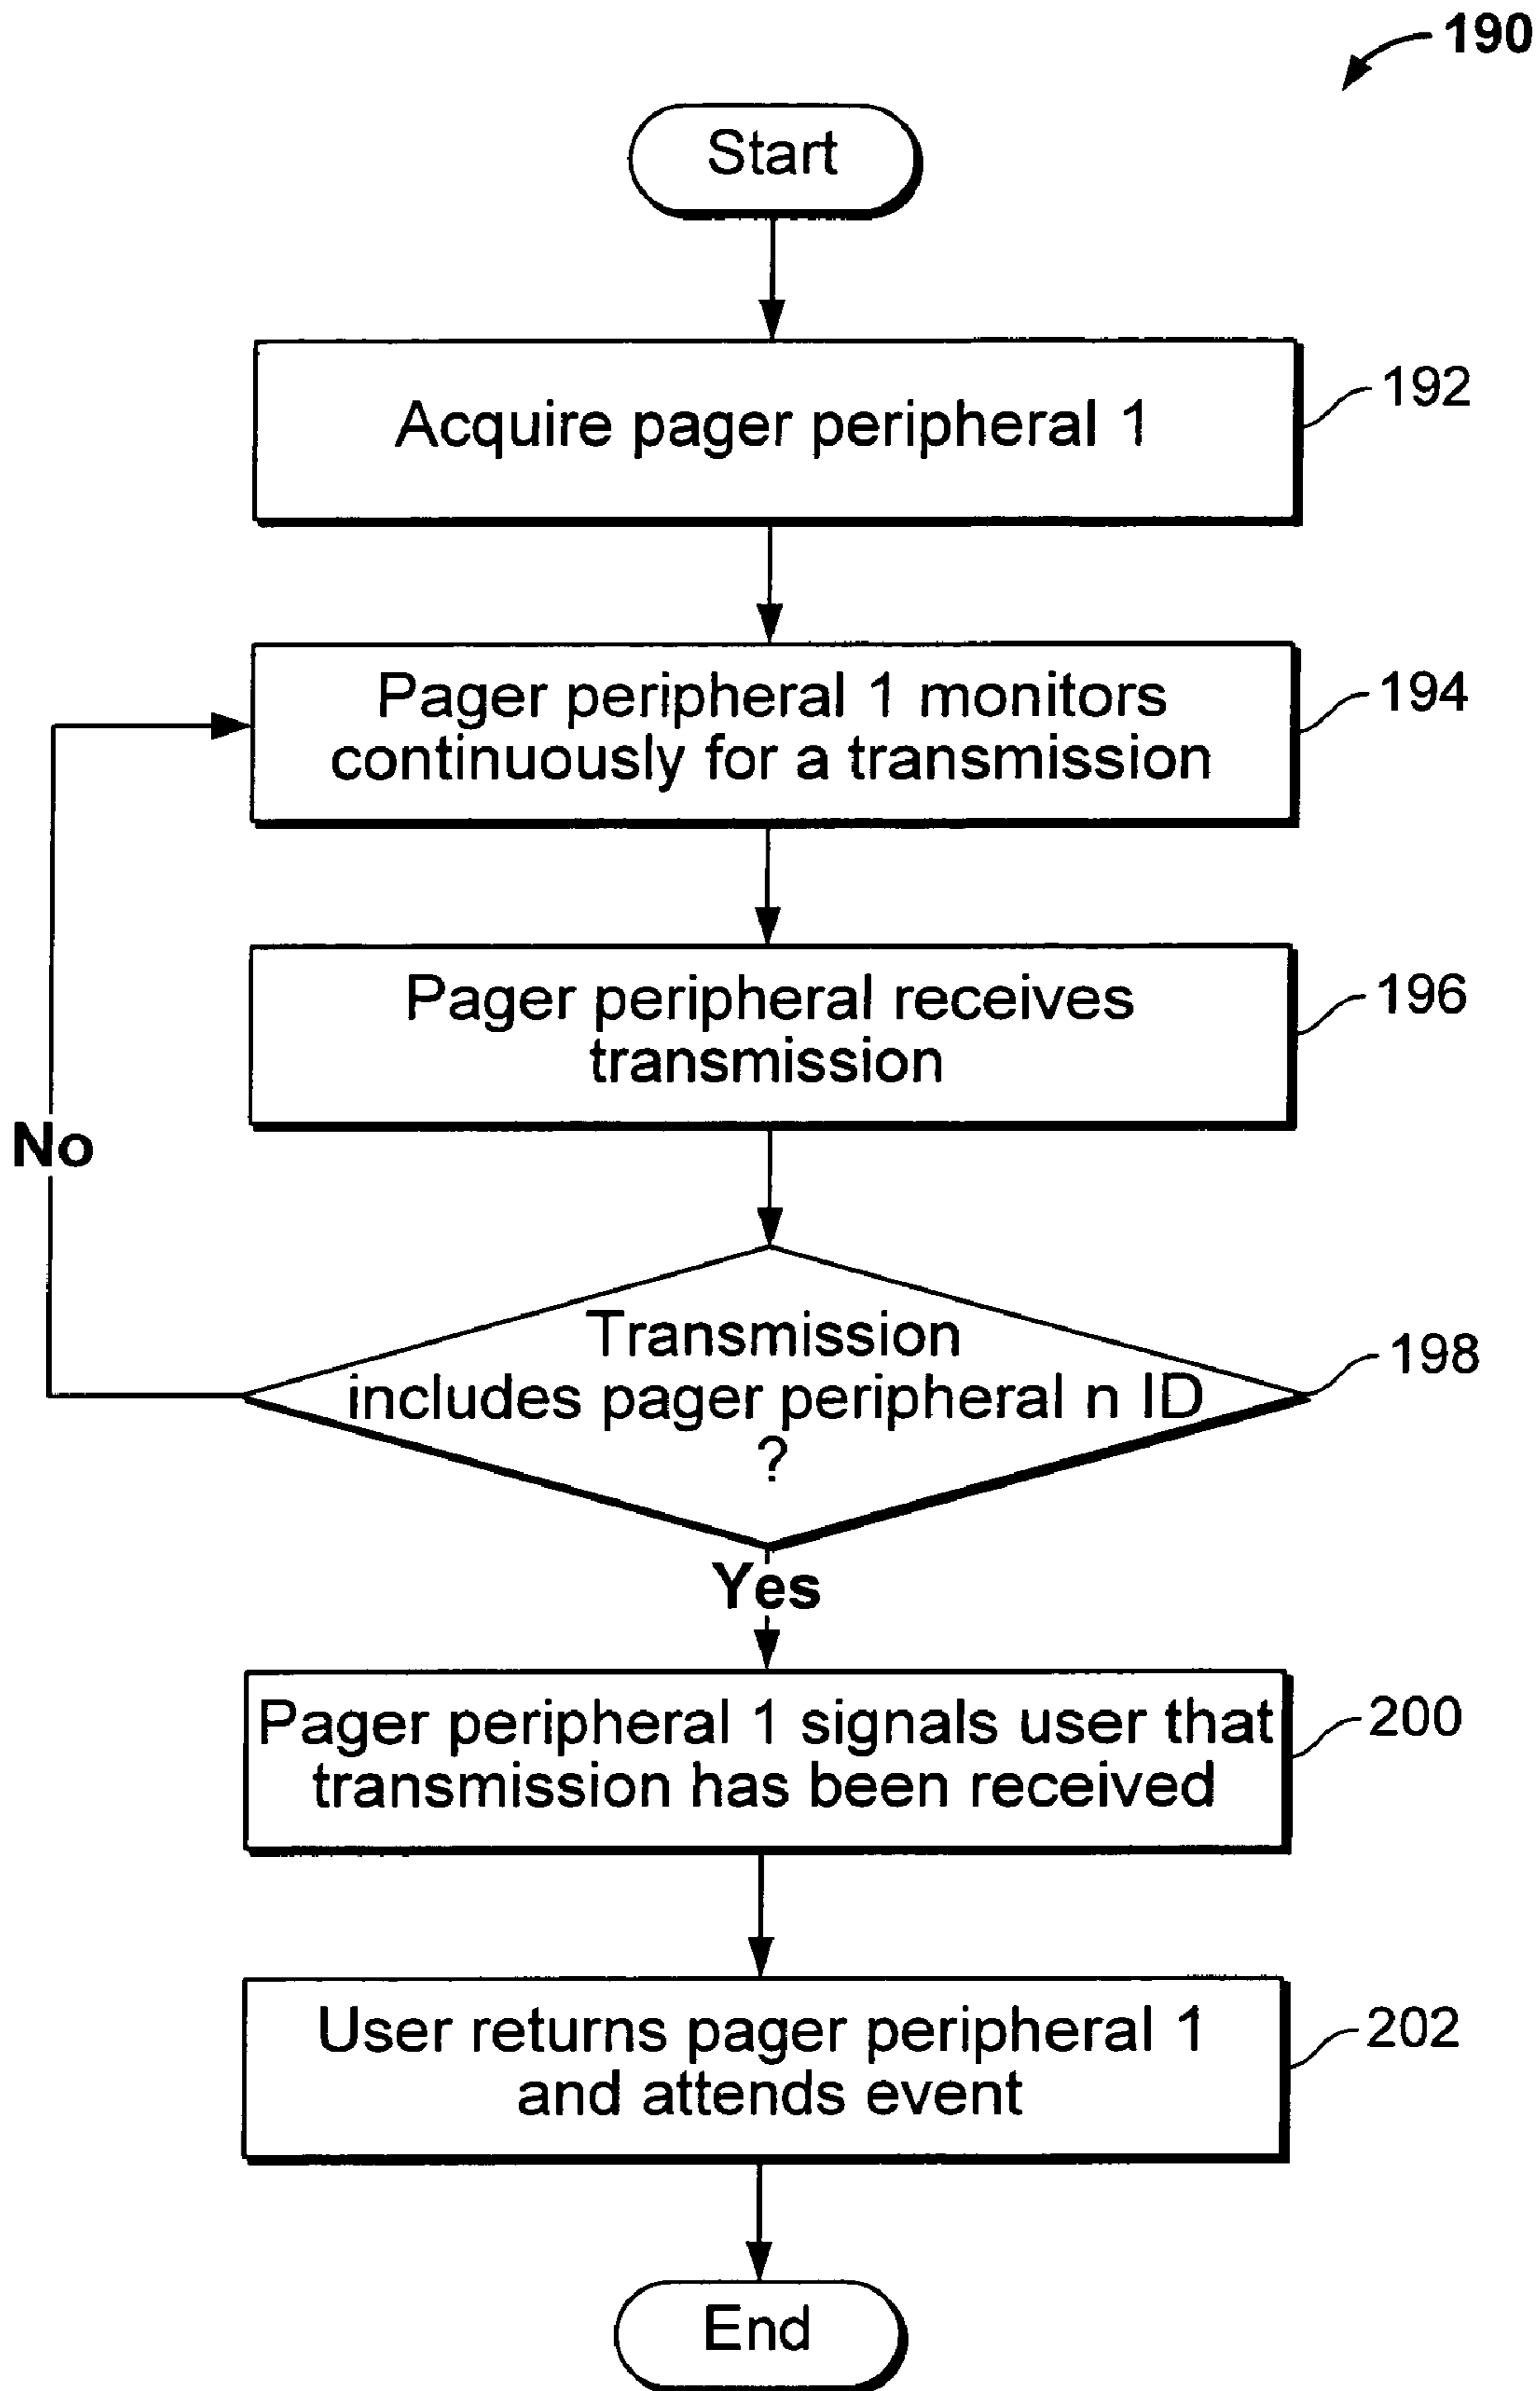 190
Start
Acquire pager peripheral 1
192
Pager peripheral 1 monitors
continuously for a transmission
194
Pager peripheral receives
transmission
196
No
Transmission
includes pager peripheral n ID
?
198
Yes
Pager peripheral 1 signals user that
transmission has been received
200
User returns pager peripheral 1
and attends event
202
End